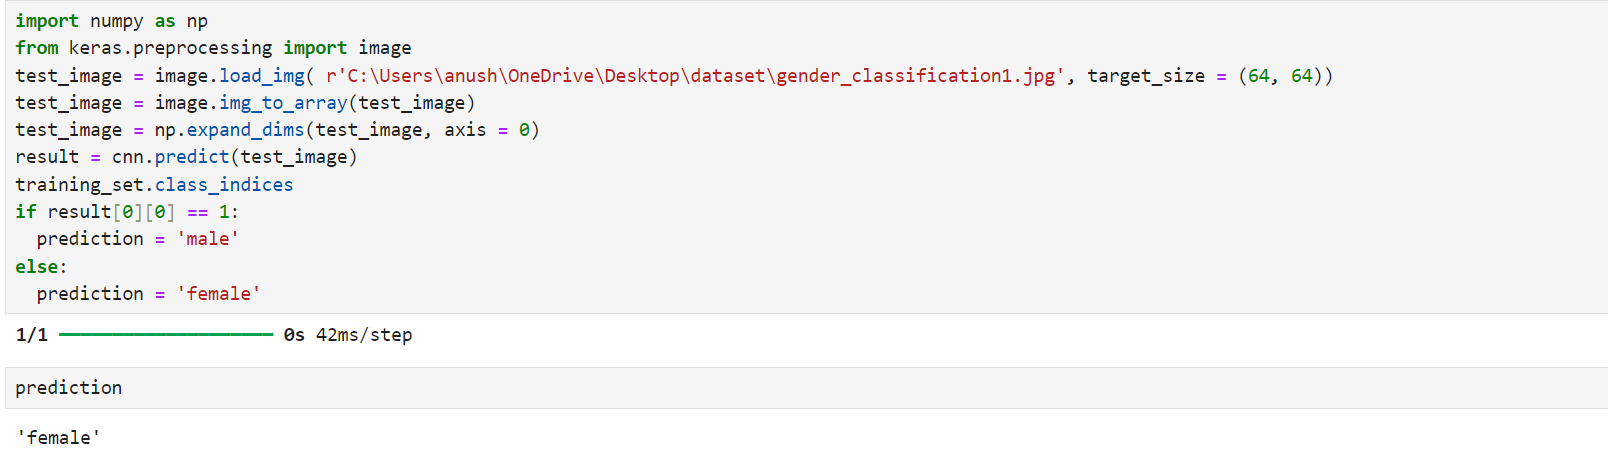 import numpy as np
from keras.preprocessing import image
test_image = image.load_img( r'C:\Users\anush\OneDrive\Desktop\dataset\gender_classification1.jpg', target_size = (64, 64))
test_image = image.img_to_array(test_image)
test_image = np.expand_dims(test_image, axis = 0)
result = cnn.predict(test_image)
training_set.class_indices
if result[0][0] == 1:
  prediction = 'male'
else:
  prediction = 'female'
1/1 ━━━━━━━━━━━━━━━━━━━━ 0s 42ms/step
prediction
'female'